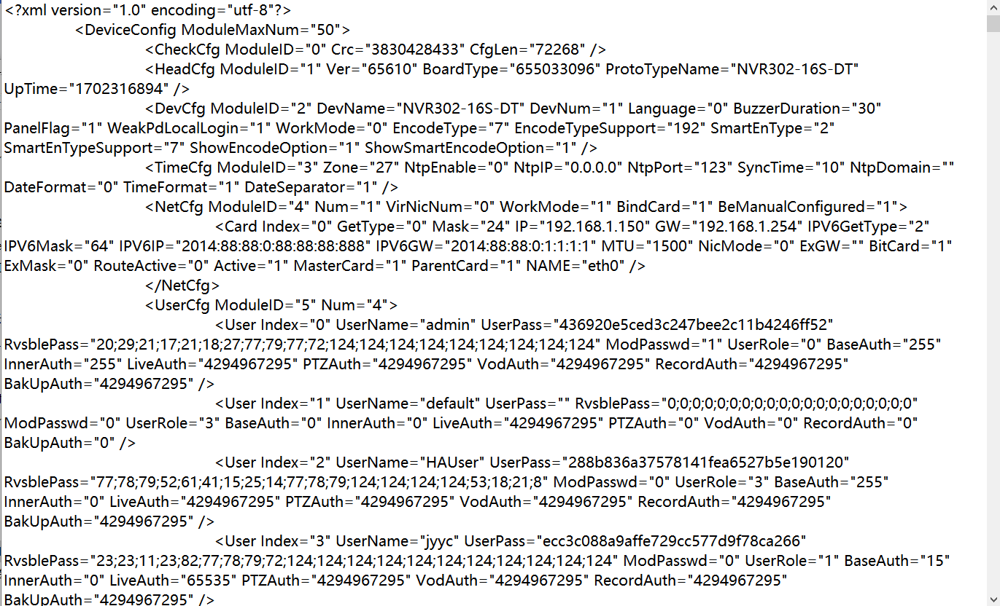 <?xml version="1.0" encoding="utf-8"?>
<DeviceConfig ModuleMaxNum="50">
<CheckCfg ModuleID="0" Crc="3830428433" CfgLen="72268" />
<HeadCfg ModuleID="1" Ver="65610" BoardType="655033096" ProtoTypeName="NVR302-16S-DT"
UpTime="1702316894" />
<DevCfg ModuleID="2" DevName="NVR302-16S-DT" DevNum="1" Language="0" BuzzerDuration="30"
PanelFlag="1" WeakPdLocalLogin="1" WorkMode="0" EncodeType="7" EncodeTypeSupport="192" SmartEnType="2"
SmartEnTypeSupport="7" ShowEncodeOption="1" ShowSmartEncodeOption="1" />
<TimeCfg ModuleID="3" Zone="27" NtpEnable="0" NtpIP="0.0.0.0" NtpPort="123" SyncTime="10" NtpDomain=""
DateFormat="0" TimeFormat="1" DateSeparator="1" />
<NetCfg ModuleID="4" Num="1" VirNicNum="0" WorkMode="1" BindCard="1" BeManualConfigured="1">
<Card Index="0" GetType="0" Mask="24" IP="192.168.1.150" GW="192.168.1.254" IPV6GetType="2"
IPV6Mask="64" IPV6IP="2014:88:88:0:88:88:88:888" IPV6GW="2014:88:88:0:1:1:1:1" MTU="1500" NicMode="0" ExGW="" BitCard="1"
ExMask="0" RouteActive="0" Active="1" MasterCard="1" ParentCard="1" NAME="eth0" />
</NetCfg>
<UserCfg ModuleID="5" Num="4">
<User Index="0" UserName="admin" UserPass="436920e5ced3c247bee2c11b4246ff52"
RvsblePass="20;29;21;17;21;18;27;77;79;77;72;124;124;124;124;124;124;124;124;124" ModPasswd="1" UserRole="0" BaseAuth="255"
InnerAuth="255" LiveAuth="4294967295" PTZAuth="4294967295" VodAuth="4294967295" RecordAuth="4294967295"
BakUpAuth="4294967295" />
<User Index="1" UserName="default" UserPass="" RvsblePass="0;0;0;0;0;0;0;0;0;0;0;0;0;0;0;0;0;0;0;0" 
ModPasswd="0" UserRole="3" BaseAuth="0" InnerAuth="0" LiveAuth="4294967295" PTZAuth="0" VodAuth="0" RecordAuth="0"
BakUpAuth="0" />
<User Index="2" UserName="HAUser" UserPass="288b836a37578141fea6527b5e190120"
RvsblePass="77;78;79;52;61;41;15;25;14;77;78;79;124;124;124;124;53;18;21;8" ModPasswd="0" UserRole="3" BaseAuth="255"
InnerAuth="0" LiveAuth="4294967295" PTZAuth="4294967295" VodAuth="4294967295" RecordAuth="4294967295"
BakUpAuth="4294967295" />
<User Index="3" UserName="jyyc" UserPass="ecc3c088a9affe729cc577d9f78ca266"
RvsblePass="23;23;11;23;82;77;78;79;72;124;124;124;124;124;124;124;124;124;124;124" ModPasswd="0" UserRole="1" BaseAuth="15"
InnerAuth="0" LiveAuth="65535" PTZAuth="4294967295" VodAuth="4294967295" RecordAuth="4294967295"
BakUpAuth="4294967295" />